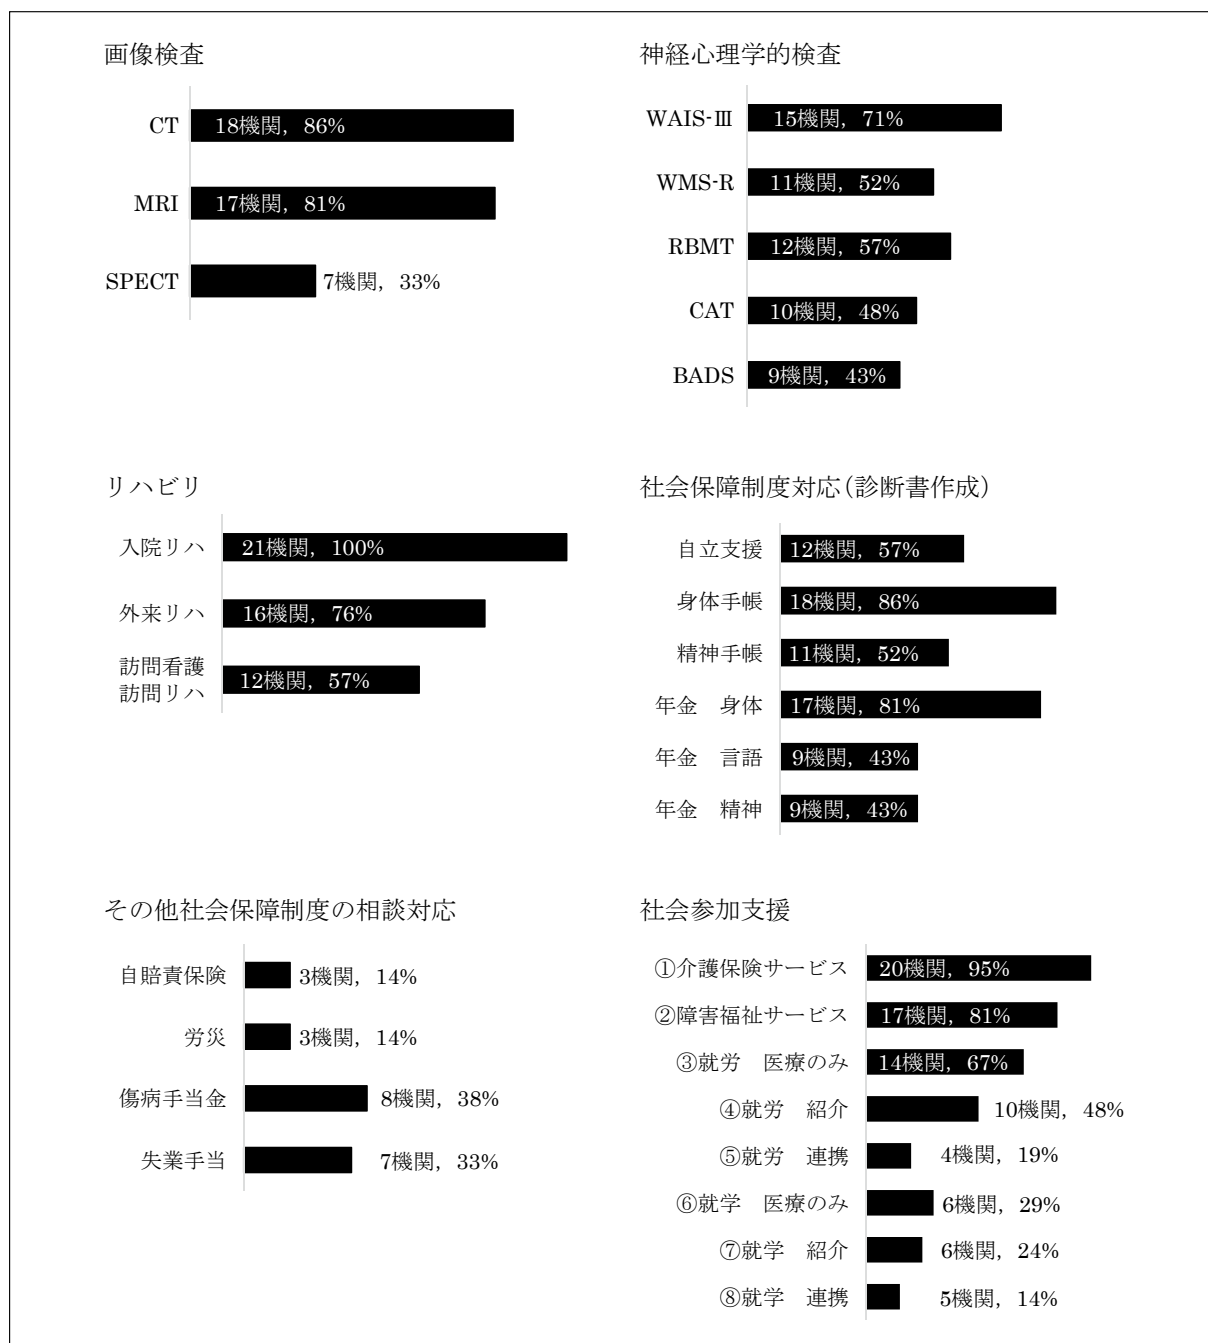 画像検査
CT 18機関，86%
MRI 17機関，81%
SPECT 7機関，33%
神経心理学的検査
WAIS-Ⅲ 15機関，71%
WMS-R 11機関，52%
RBMT 12機関，57%
CAT 10機関，48%
BADS 9機関，43%
リハビリ
入院リハ 21機関，100%
外来リハ 16機関，76%
訪問看護
訪問リハ 12機関，57%
社会保障制度対応（診断書作成）
自立支援 12機関，57%
身体手帳 18機関，86%
精神手帳 11機関，52%
年金　身体 17機関，81%
年金　言語 9機関，43%
年金　精神 9機関，43%
その他社会保障制度の相談対応
自賠責保険 3機関，14%
労災 3機関，14%
傷病手当金 8機関，38%
失業手当 7機関，33%
社会参加支援
①介護保険サービス 20機関，95%
②障害福祉サービス 17機関，81%
③就労　医療のみ 14機関，67%
④就労　紹介 10機関，48%
⑤就労　連携 4機関，19%
⑥就学　医療のみ 6機関，29%
⑦就学　紹介 6機関，24%
⑧就学　連携 5機関，14%